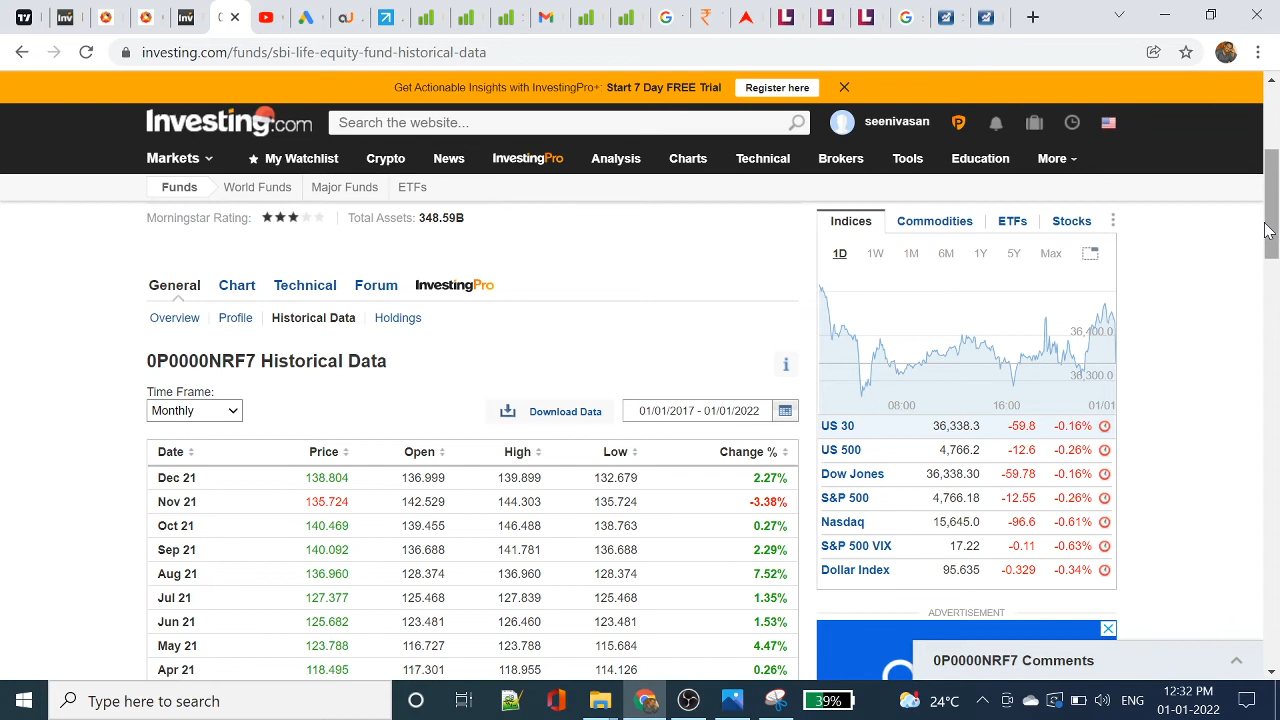 investing.com/funds/sbi-life-equity-fund-historical-data
Get Actionable Insights with InvestingPro+: Start 7 Day FREE Trial
Register here
Investing.com
Search the website...
seenivasan
Markets
My Watchlist
Crypto
News
InvestingPro
Analysis
Charts
Technical
Brokers
Tools
Education
More
Funds
World Funds
Major Funds
ETFs
Morningstar Rating:
Total Assets: 348.59B
Indices
Commodities
ETFs
Stocks
1D 1W 1M 6M 1Y 5Y Max
General
Chart
Technical
Forum
InvestingPro
Overview
Profile
Historical Data
Holdings
36,400.0
36,300.0
08:00 16:00 01/01
0P0000NRF7 Historical Data
Time Frame:
Monthly
Download Data
01/01/2017 - 01/01/2022
Date Price Open High Low Change %
Dec 21 138.804 136.999 139.899 132.679 2.27%
Nov 21 135.724 142.529 144.303 135.724 -3.38%
Oct 21 140.469 139.455 146.488 138.763 0.27%
Sep 21 140.092 136.688 141.781 136.688 2.29%
Aug 21 136.960 128.374 136.960 128.374 7.52%
Jul 21 127.377 125.468 127.839 125.468 1.35%
Jun 21 125.682 123.481 126.460 123.481 1.53%
May 21 123.788 116.727 123.788 115.684 4.47%
Apr 21 118.495 117.301 118.955 114.126 0.26%
US 30 36,338.3 -59.8 -0.16%
US 500 4,766.2 -12.6 -0.26%
Dow Jones 36,338.30 -59.78 -0.16%
S&P 500 4,766.18 -12.55 -0.26%
Nasdaq 15,645.0 -96.6 -0.61%
S&P 500 VIX 17.22 -0.11 -0.63%
Dollar Index 95.635 -0.329 -0.34%
ADVERTISEMENT
0P0000NRF7 Comments
Type here to search
39%
24°C
ENG
12:32 PM
01-01-2022